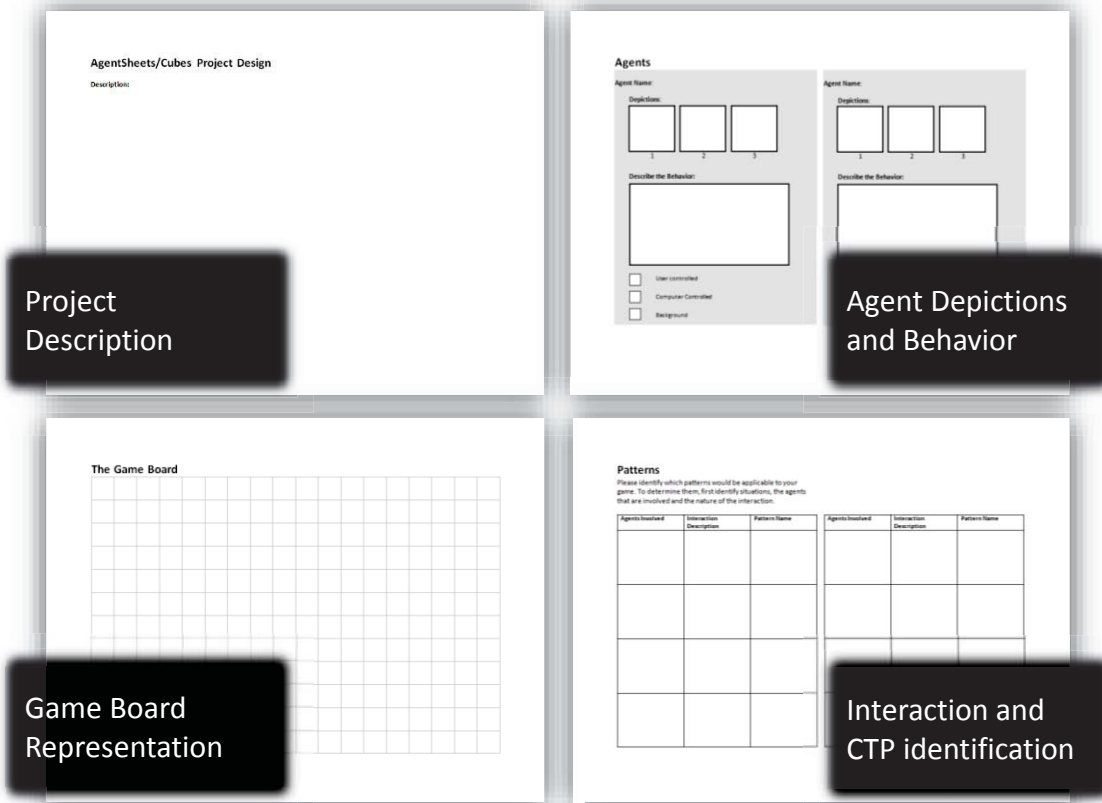 AgentSheets/Cubes Project Design
Description:
Project
Description
Agents
Agent Name:
Depictions:
1 2 3
Describe the Behavior:
User controlled
Computer Controlled
Background
Agent Name:
Depictions:
1 2 3
Describe the Behavior:
Agent Depictions
and Behavior
The Game Board
Game Board
Representation
Patterns
Please identify which patterns would be applicable to your
game. To determine them, first identify situations, the agents
that are involved and the nature of the interaction.
Agents Involved Interaction Description Pattern Name Agents Involved Interaction Description Pattern Name
Interaction and
CTP identification